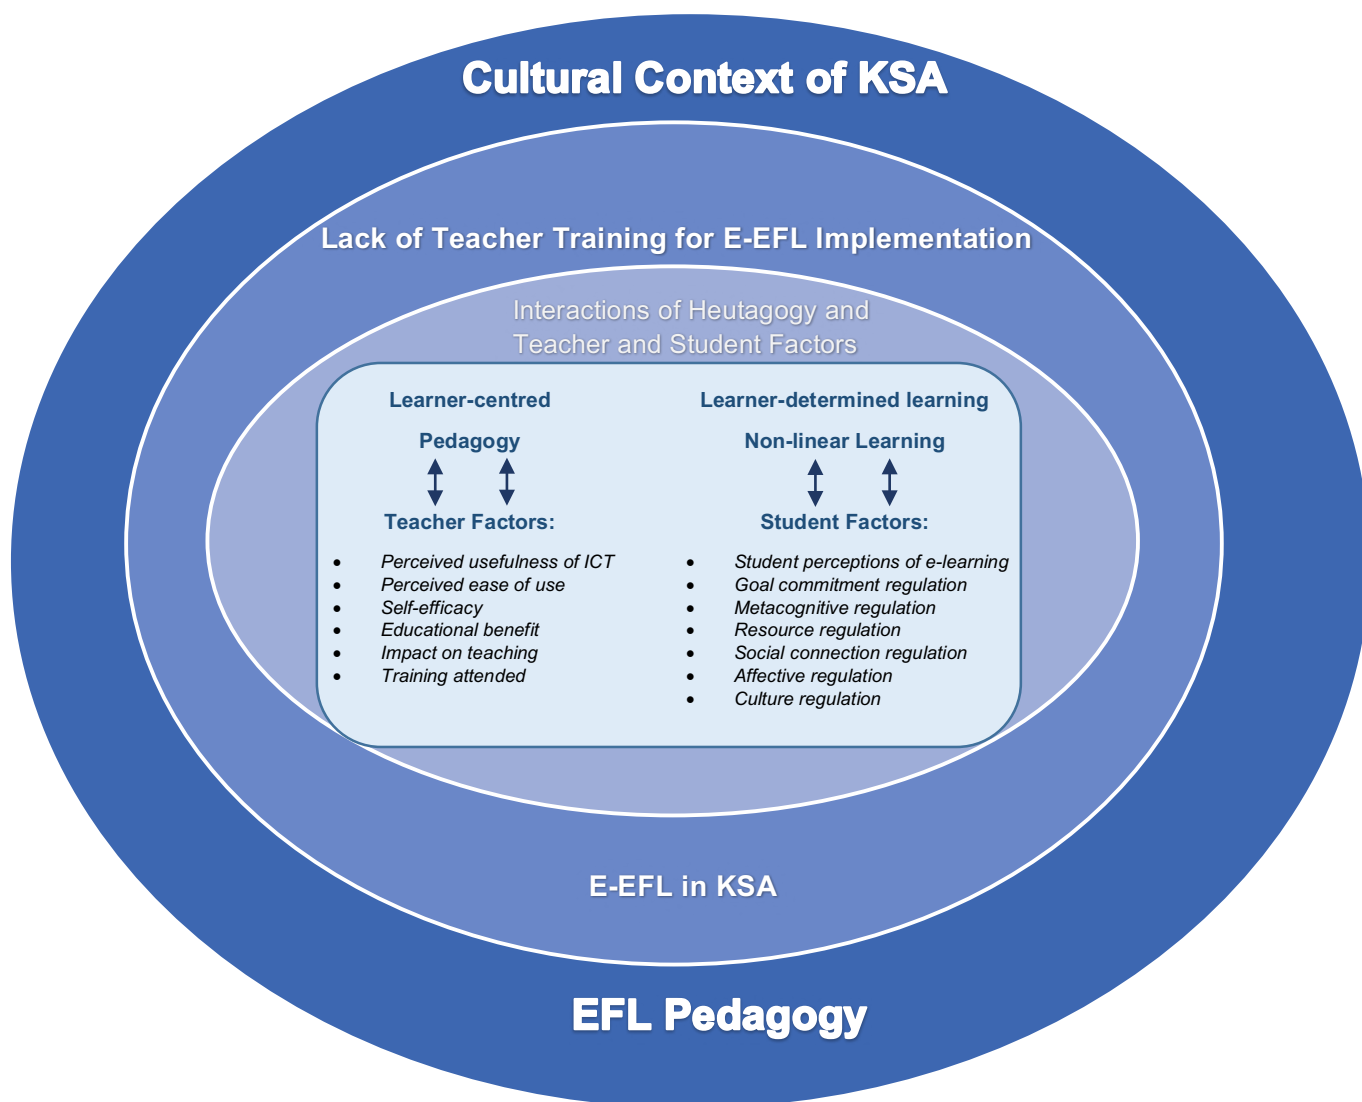 Cultural Context of KSA
Lack of Teacher Training for E-EFL Implementation
Interactions of Heutagogy and
Teacher and Student Factors
Learner-centred
Pedagogy
Teacher Factors:
• Perceived usefulness of ICT
• Perceived ease of use
• Self-efficacy
• Educational benefit
• Impact on teaching
• Training attended
Learner-determined learning
Non-linear Learning
Student Factors:
• Student perceptions of e-learning
• Goal commitment regulation
• Metacognitive regulation
• Resource regulation
• Social connection regulation
• Affective regulation
• Culture regulation
E-EFL in KSA
EFL Pedagogy